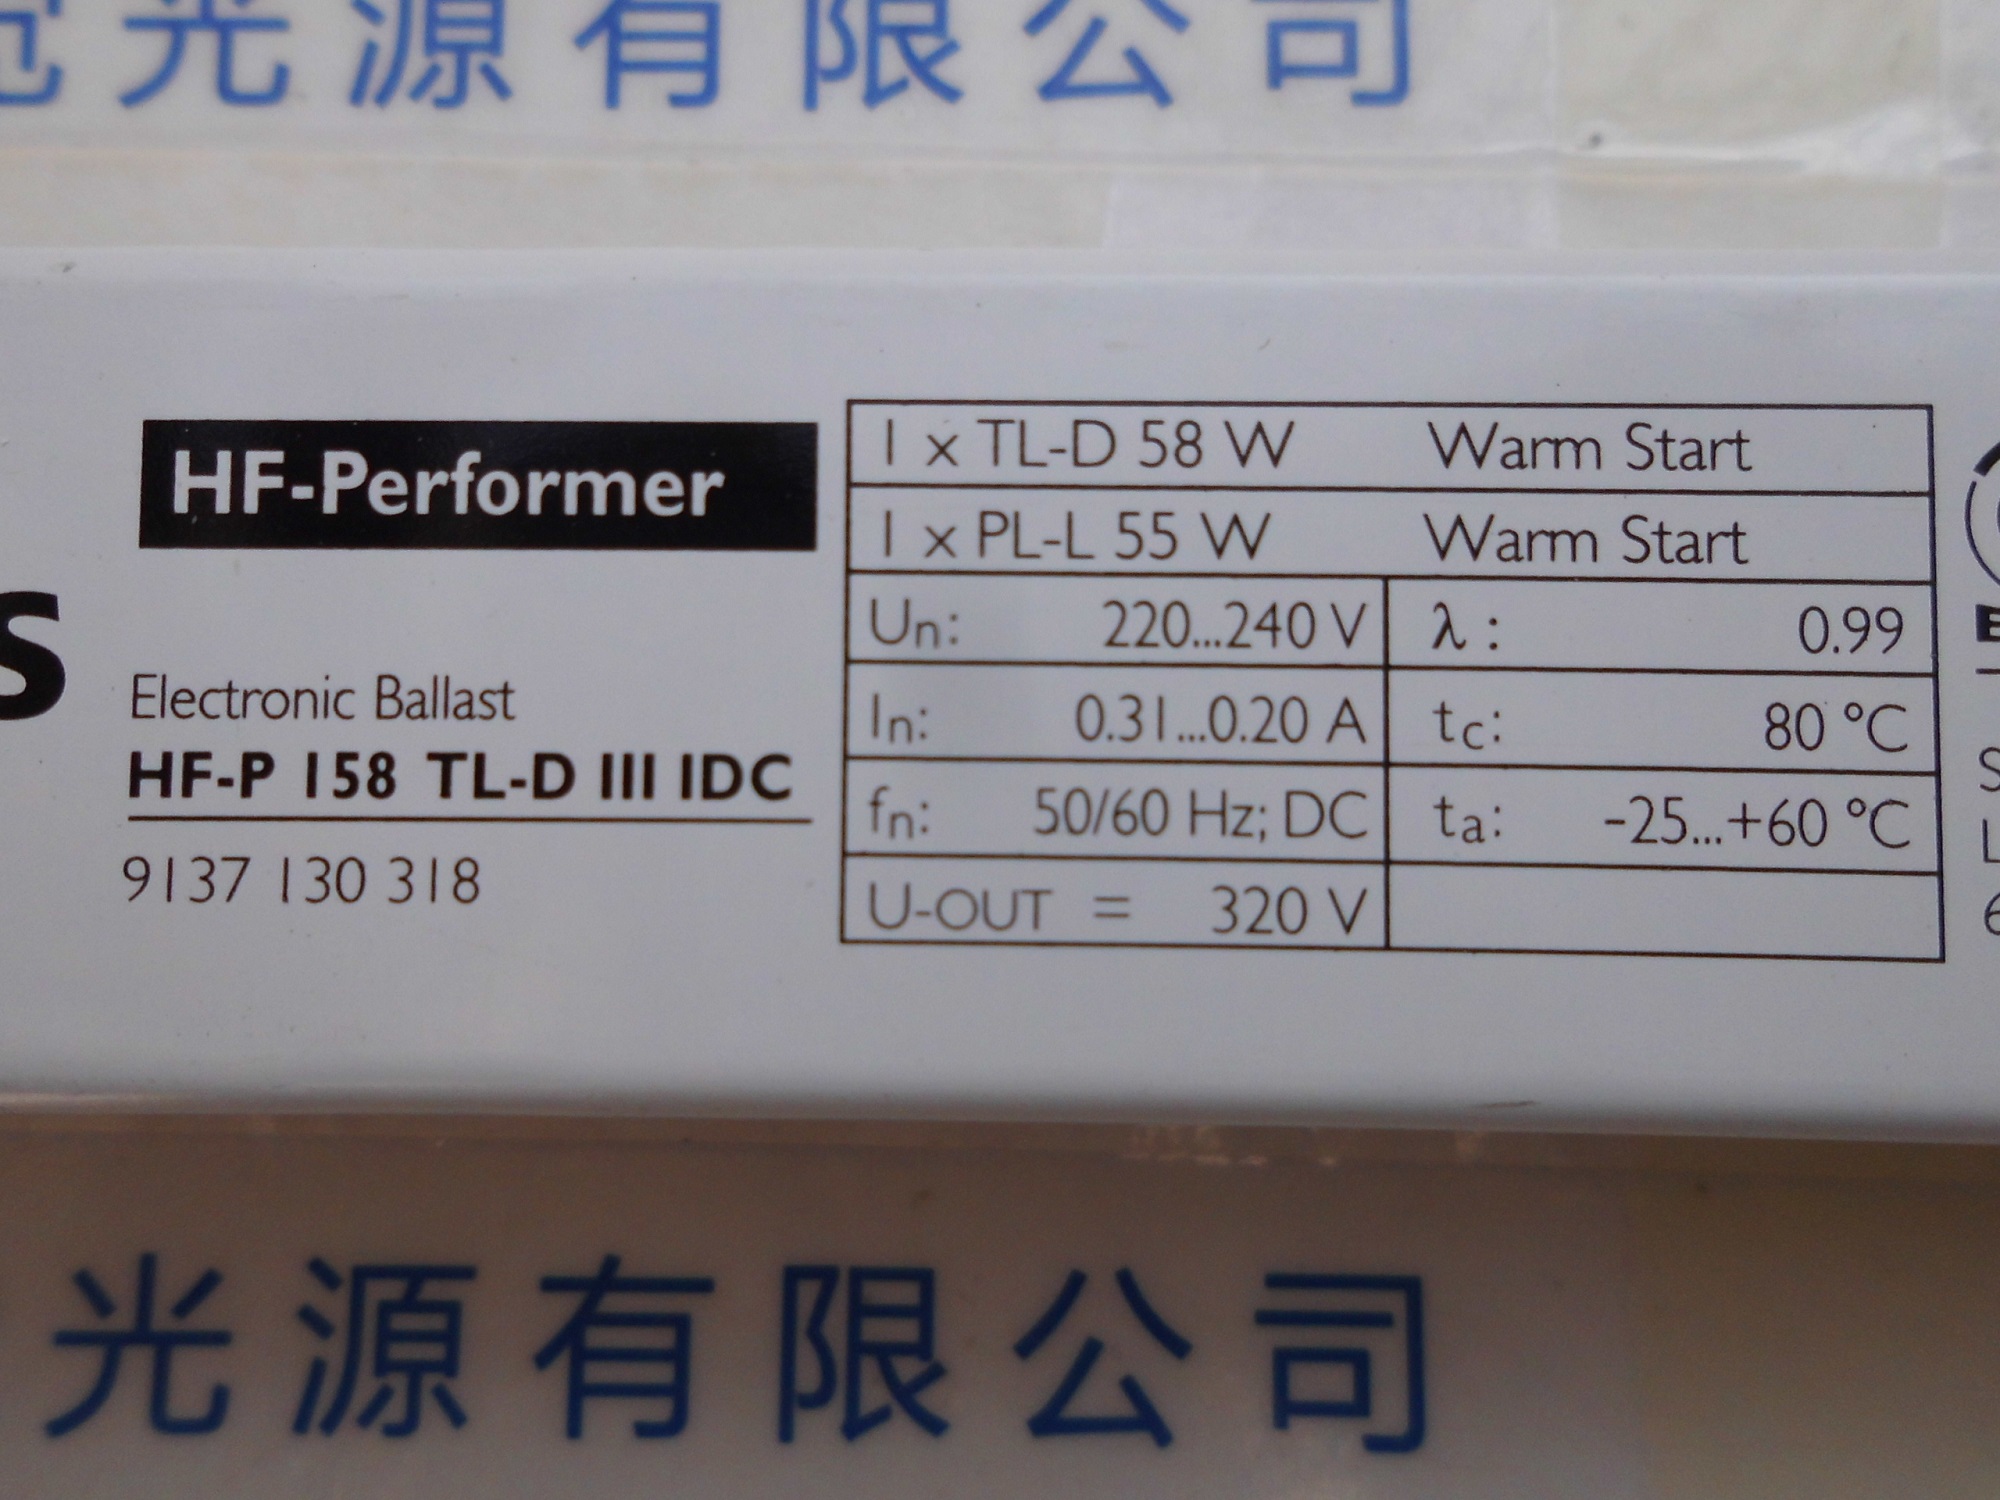 光源有限公司
HF-Performer
Electronic Ballast
HF-P 158 TL-D III IDC
9137 130 318
1 x TL-D 58 W Warm Start
1 x PL-L 55 W Warm Start
Un: 220...240 V λ : 0.99
In: 0.31...0.20 A tc: 80 °C
fn: 50/60 Hz; DC ta: -25...+60 °C
U-OUT = 320 V
光源有限公司